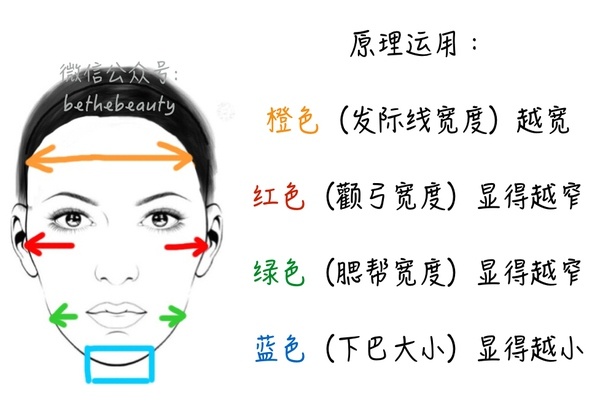 微信公众号:
bethebeauty
原理运用：
橙色（发际线宽度）越宽
红色（颧弓宽度）显得越窄
绿色（腮帮宽度）显得越窄
蓝色（下巴大小）显得越小